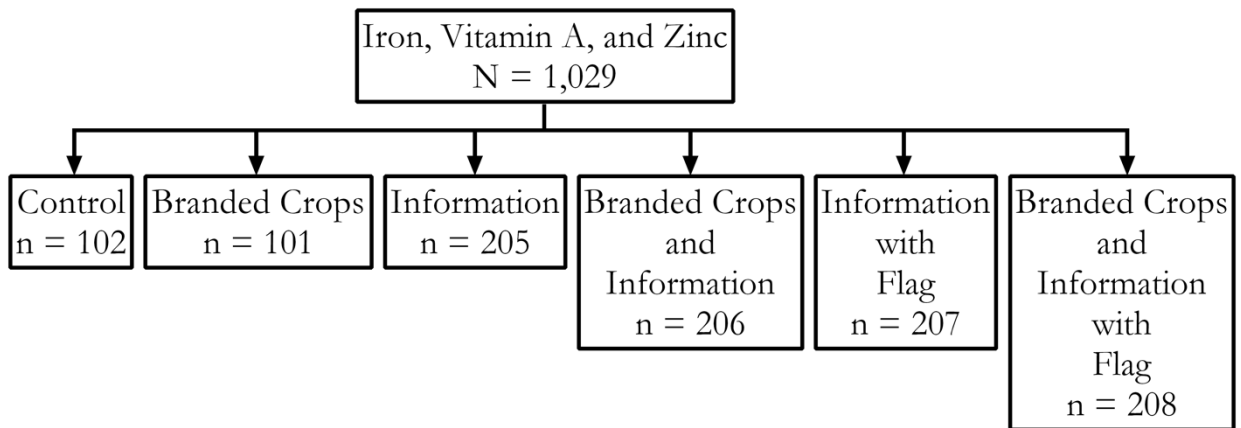 Iron, Vitamin A, and Zinc
N = 1,029
Control
n = 102
Branded Crops
n = 101
Information
n = 205
Branded Crops
and
Information
n = 206
Information
with
Flag
n = 207
Branded Crops
and
Information
with
Flag
n = 208